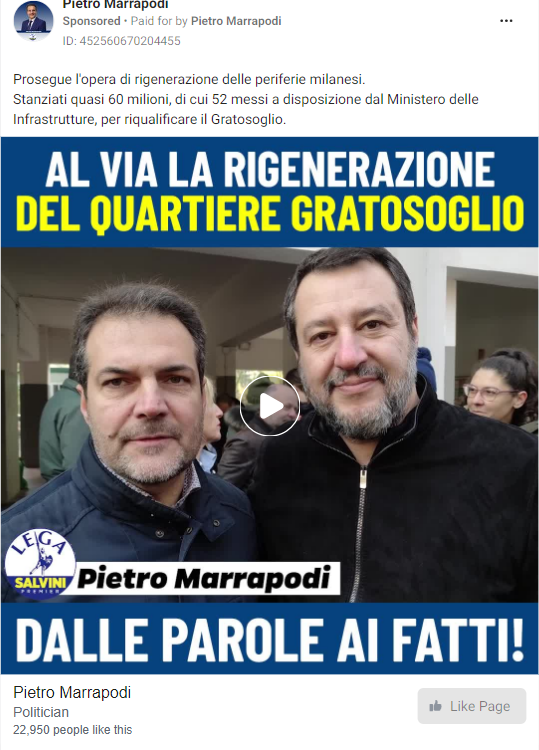 Pietro Marrapodi
Sponsored • Paid for by Pietro Marrapodi
ID: 452560670204455
Prosegue l'opera di rigenerazione delle periferie milanesi.
Stanziati quasi 60 milioni, di cui 52 messi a disposizione dal Ministero delle
Infrastrutture, per riqualificare il Gratosoglio.
AL VIA LA RIGENERAZIONE
DEL QUARTIERE GRATOSOGLIO
LEGA
SALVINI
PREMIER
Pietro Marrapodi
DALLE PAROLE AI FATTI!
Pietro Marrapodi
Politician
22,950 people like this
Like Page